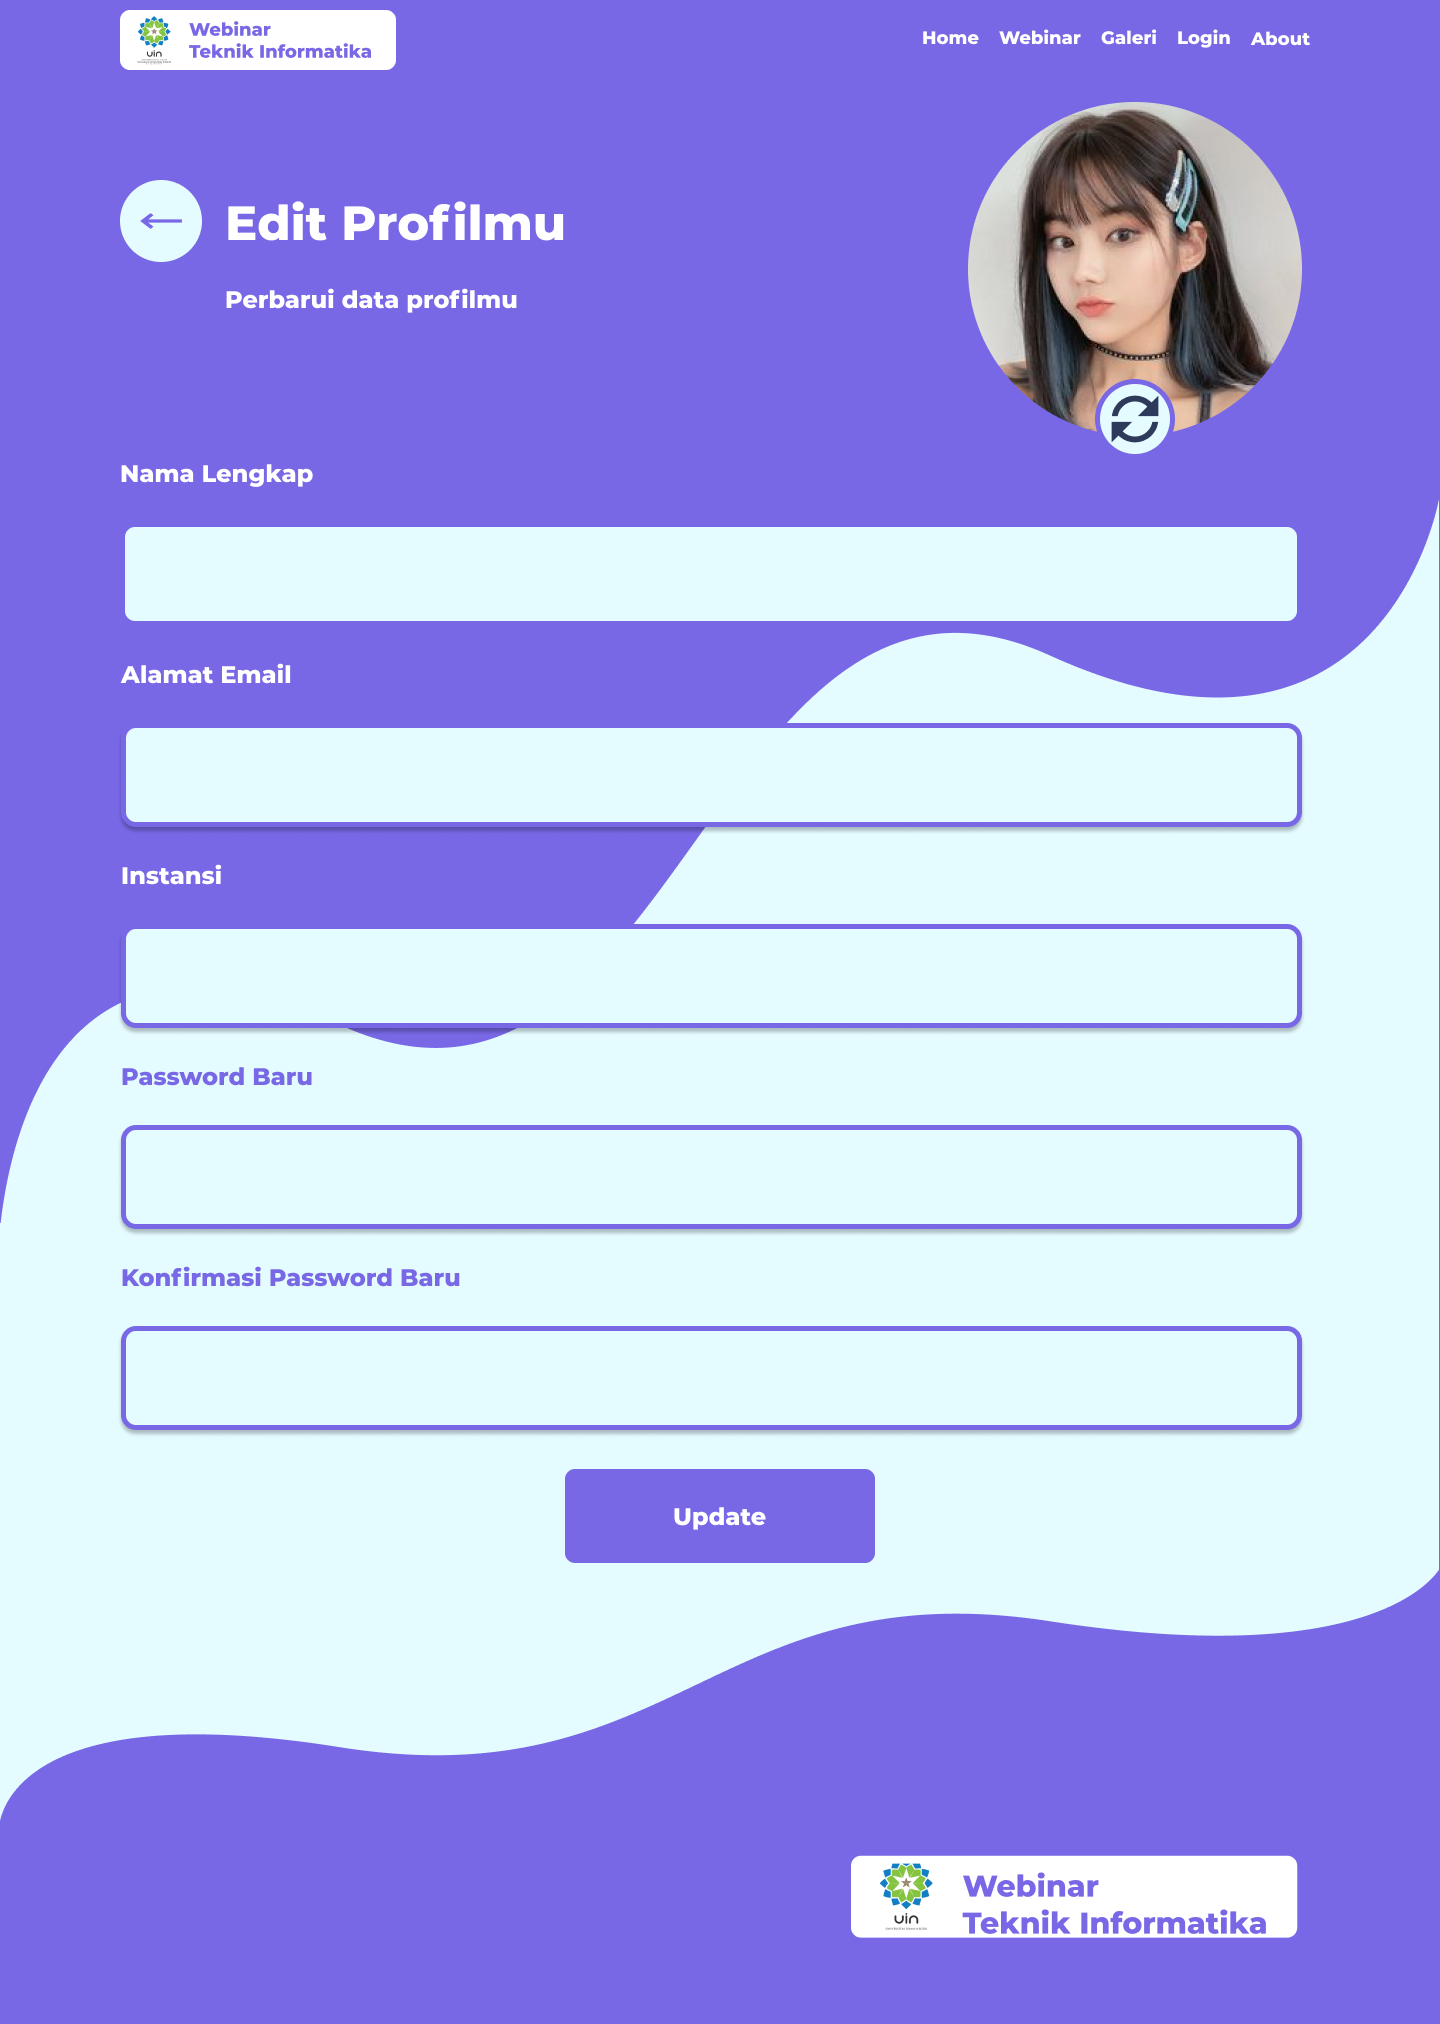 uin
Webinar
Teknik Informatika
Home Webinar Galeri Login About
Edit Profilmu
Perbarui data profilmu
Nama Lengkap
Alamat Email
Instansi
Password Baru
Konfirmasi Password Baru
Update
uin
Webinar
Teknik Informatika